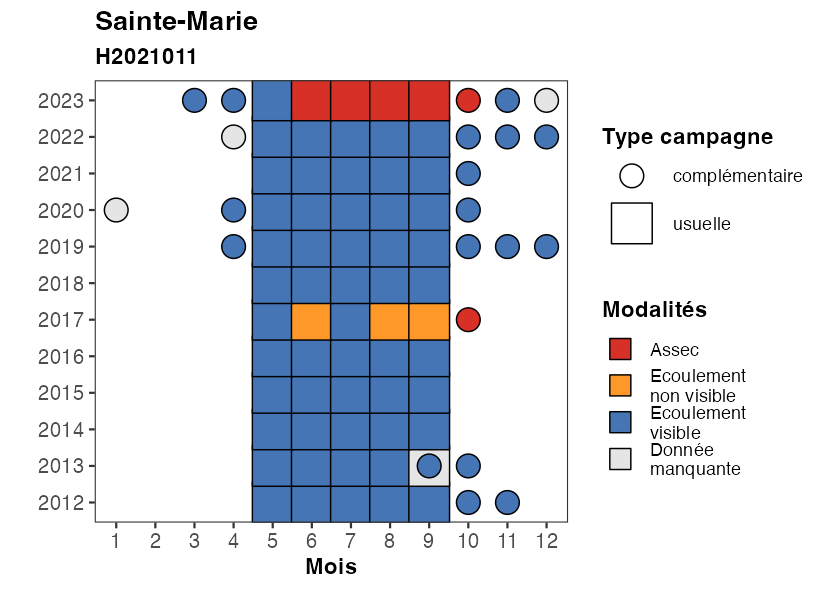 Sainte-Marie
H2021011
2023
2022
2021
2020
2019
2018
2017
2016
2015
2014
2013
2012
1 2 3 4 5 6 7 8 9 10 11 12
Mois
Type campagne
complémentaire
usuelle
Modalités
Assec
Ecoulement
non visible
Ecoulement
visible
Donnée
manquante